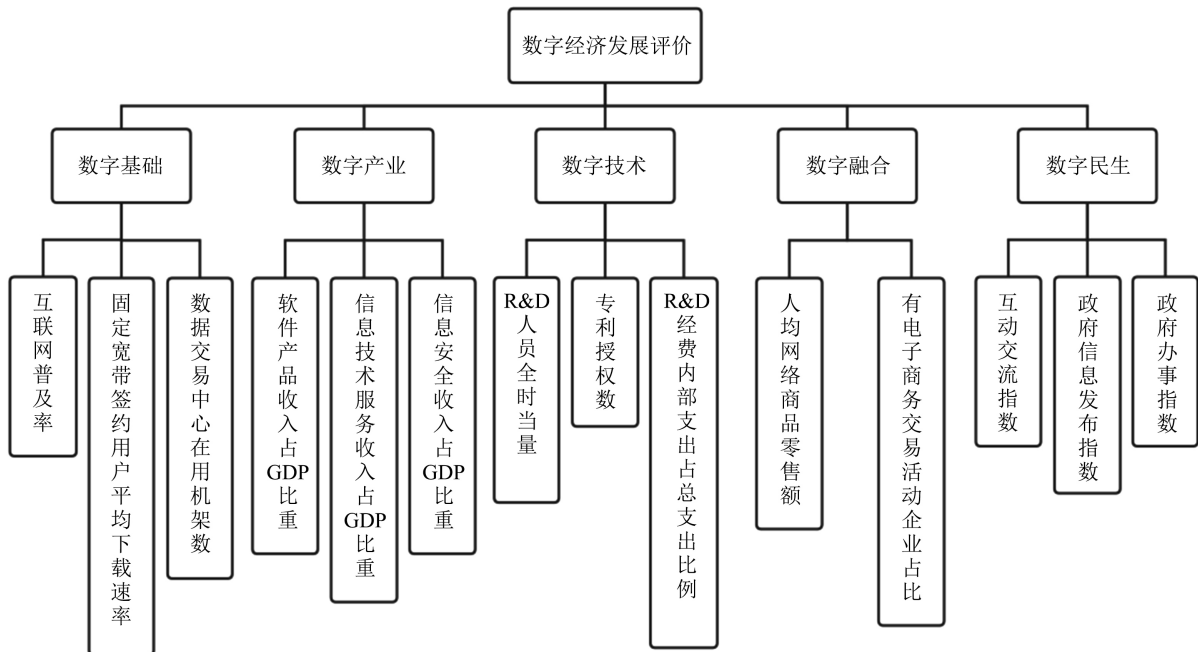 数字经济发展评价
数字基础
数字产业
数字技术
数字融合
数字民生
互联网普及率
固定宽带签约用户平均下载速率
数据交易中心在用机架数
软件产品收入占GDP比重
信息技术服务收入占GDP比重
信息安全收入占GDP比重
R&D人员全时当量
专利授权数
R&D经费内部支出占总支出比例
人均网络商品零售额
有电子商务交易活动企业占比
互动交流指数
政府信息发布指数
政府办事指数